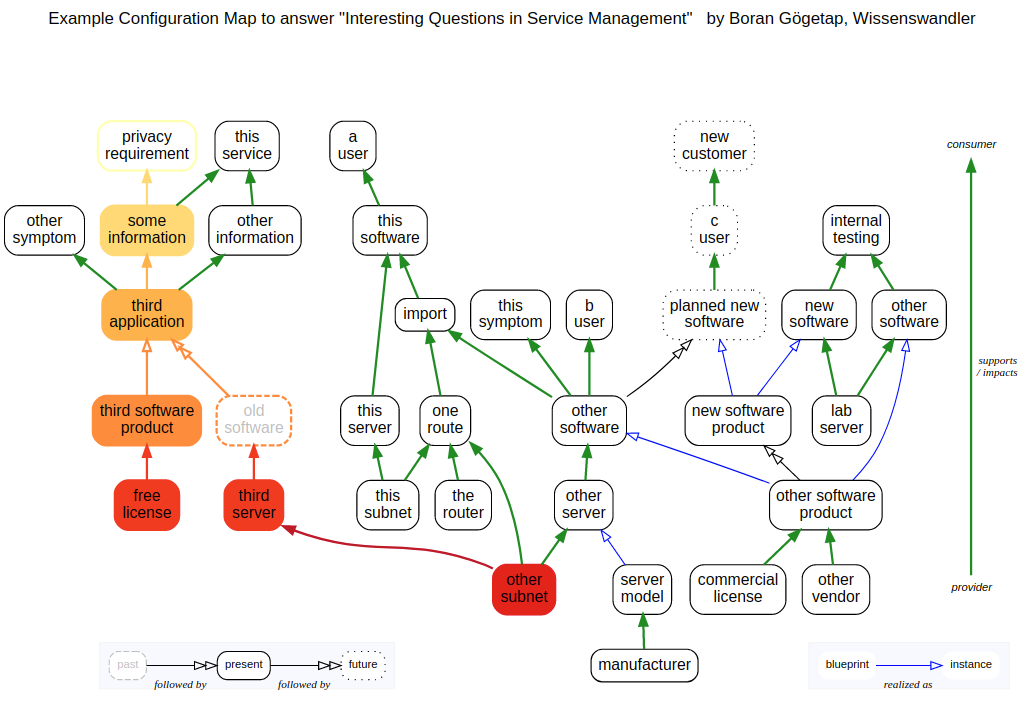 Example Configuration Map to answer "Interesting Questions in Service Management"   by Boran Gögetap, Wissenswandler
privacy
requirement
this
service
a
user
new
customer
consumer
other
symptom
some
information
other
information
this
software
c
user
internal
testing
third
application
import
this
symptom
b
user
planned new
software
new
software
other
software
supports
/ impacts
third software
product
old
software
this
server
one
route
other
software
new software
product
lab
server
free
license
third
server
this
subnet
the
router
other
server
other software
product
other
subnet
server
model
commercial
license
other
vendor
provider
manufacturer
past
present
future
followed by
followed by
blueprint
instance
realized as